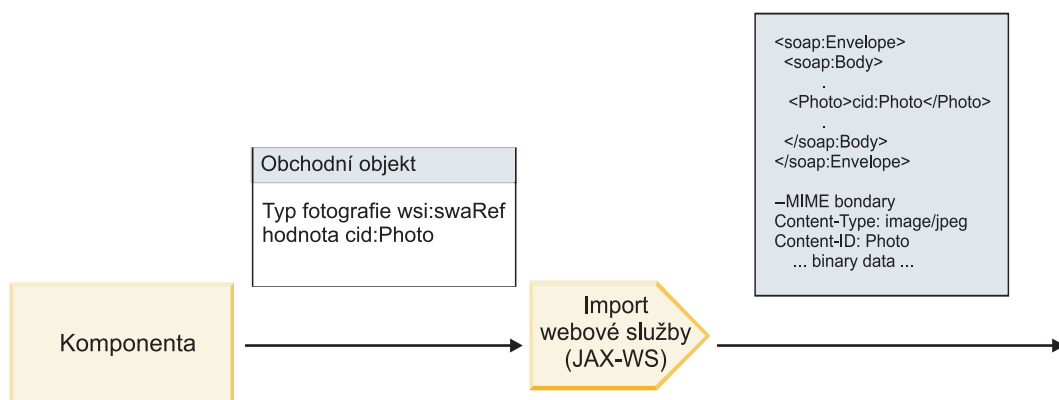 Komponenta
Obchodní objekt
Typ fotografie wsi:swaRef
hodnota cid:Photo
Import
webové služby
(JAX-WS)
<soap:Envelope>
<soap:Body>
.
<Photo>cid:Photo</Photo>
.
</soap:Body>
</soap:Envelope>
–MIME bondary
Content-Type: image/jpeg
Content-ID: Photo
... binary data ...